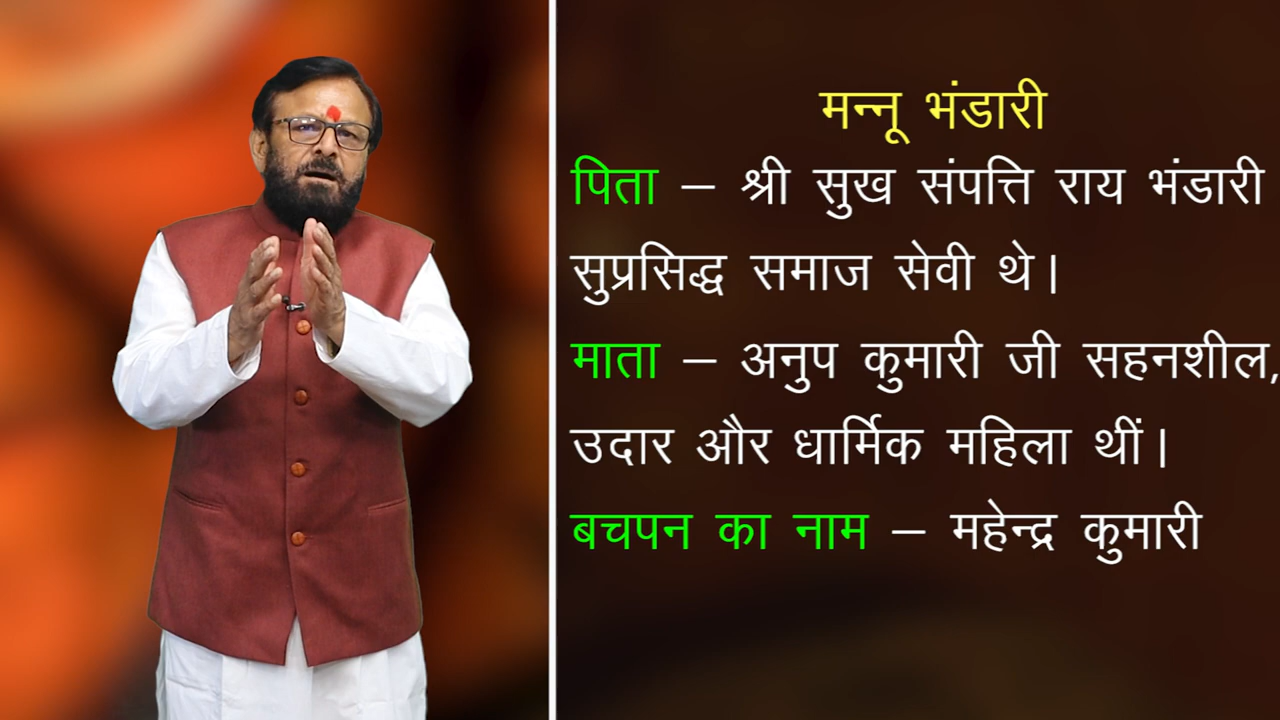 मन्नू भंडारी
पिता – श्री सुख संपत्ति राय भंडारी
सुप्रसिद्ध समाज सेवी थे।
माता – अनुप कुमारी जी सहनशील,
उदार और धार्मिक महिला थीं।
बचपन का नाम – महेन्द्र कुमारी